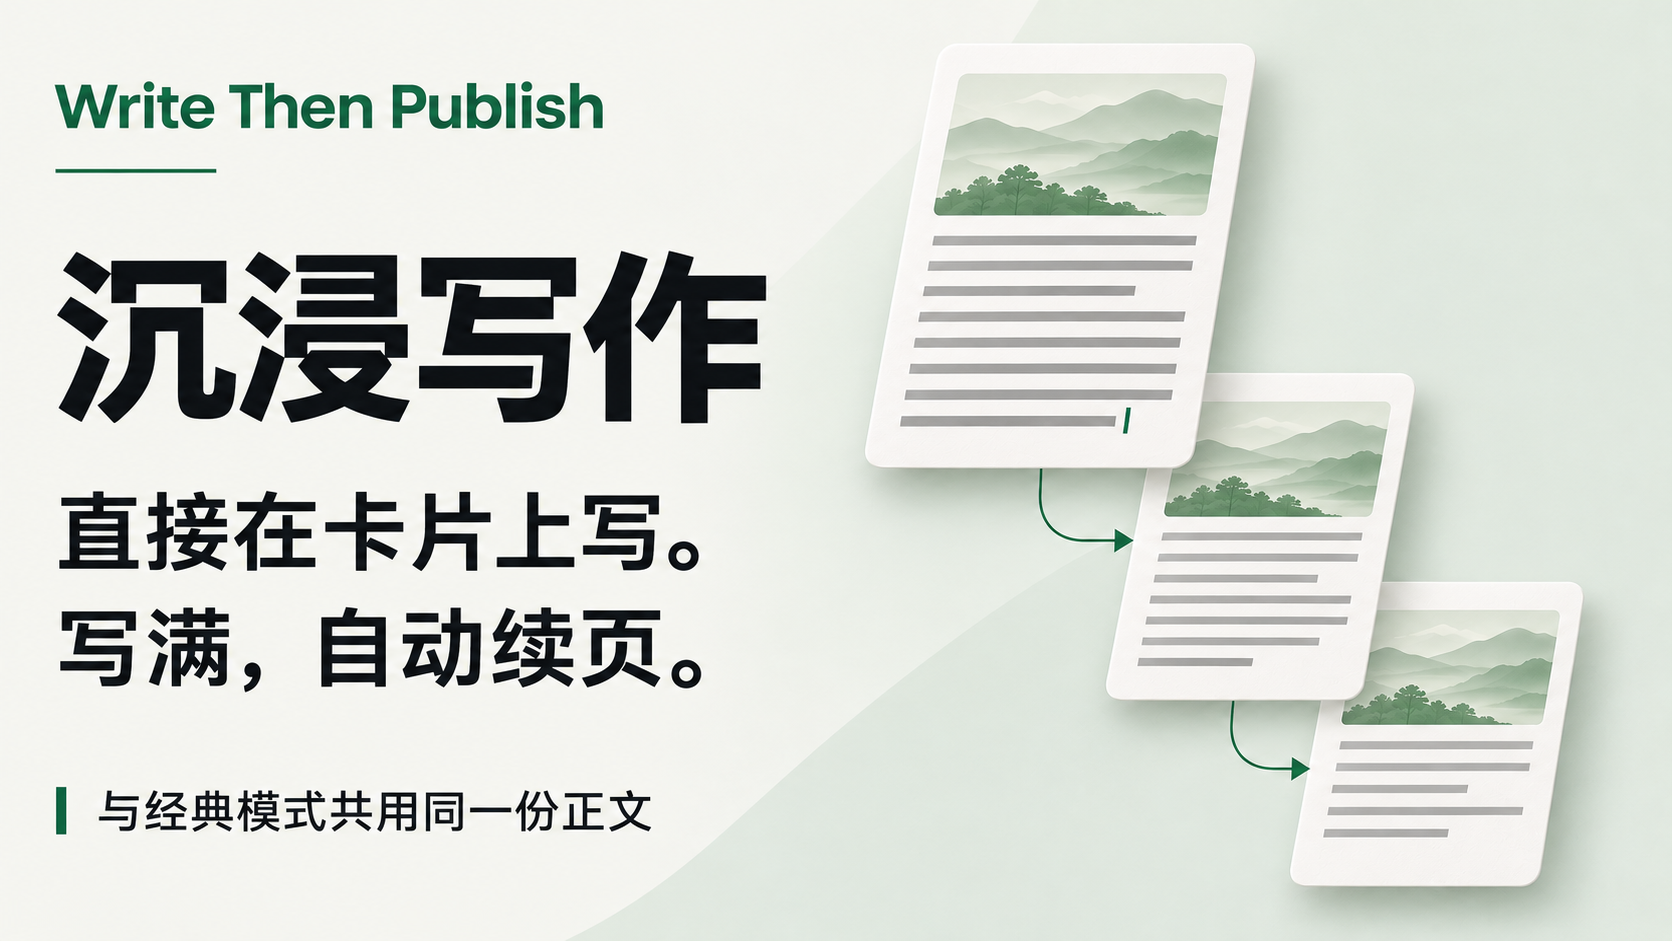 Write Then Publish
沉浸写作
直接在卡片上写。
写满，自动续页。
与经典模式共用同一份正文